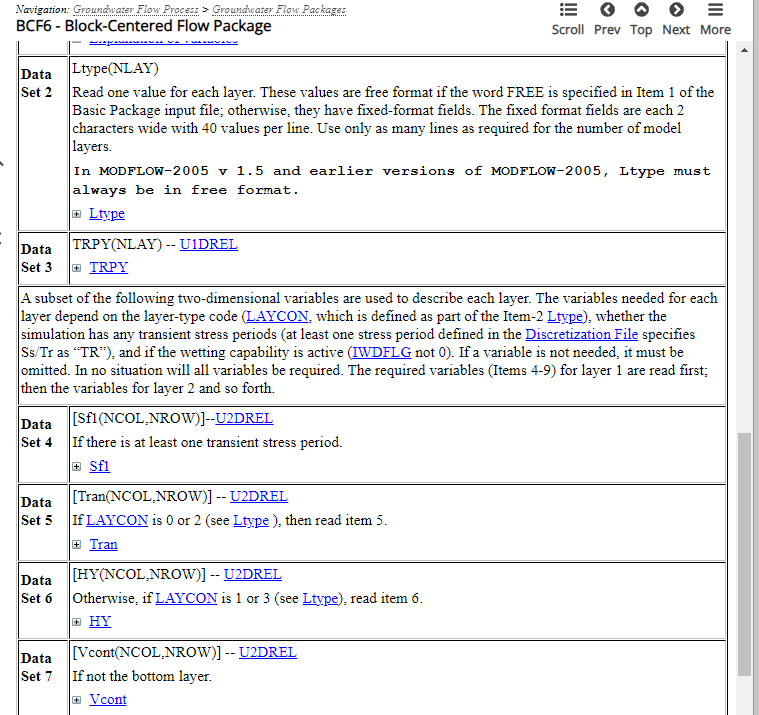 Navigation: Groundwater Flow Process > Groundwater Flow Packages
BCF6 - Block-Centered Flow Package
Scroll Prev Top Next More
Data Set 2
Ltype(NLAY)
Read one value for each layer. These values are free format if the word FREE is specified in Item 1 of the
Basic Package input file; otherwise, they have fixed-format fields. The fixed format fields are each 2
characters wide with 40 values per line. Use only as many lines as required for the number of model
layers.
In MODFLOW-2005 v 1.5 and earlier versions of MODFLOW-2005, Ltype must
always be in free format.
Ltype
Data Set 3
TRPY(NLAY) -- U1DREL
TRPY
A subset of the following two-dimensional variables are used to describe each layer. The variables needed for each
layer depend on the layer-type code (LAYCON, which is defined as part of the Item-2 Ltype), whether the
simulation has any transient stress periods (at least one stress period defined in the Discretization File specifies
Ss/Tr as “TR”), and if the wetting capability is active (IWDFLG not 0). If a variable is not needed, it must be
omitted. In no situation will all variables be required. The required variables (Items 4-9) for layer 1 are read first;
then the variables for layer 2 and so forth.
Data Set 4
[Sf1(NCOL,NROW)]--U2DREL
If there is at least one transient stress period.
Sf1
Data Set 5
[Tran(NCOL,NROW)] -- U2DREL
If LAYCON is 0 or 2 (see Ltype ), then read item 5.
Tran
Data Set 6
[HY(NCOL,NROW)] -- U2DREL
Otherwise, if LAYCON is 1 or 3 (see Ltype), read item 6.
HY
Data Set 7
[Vcont(NCOL,NROW)] -- U2DREL
If not the bottom layer.
Vcont